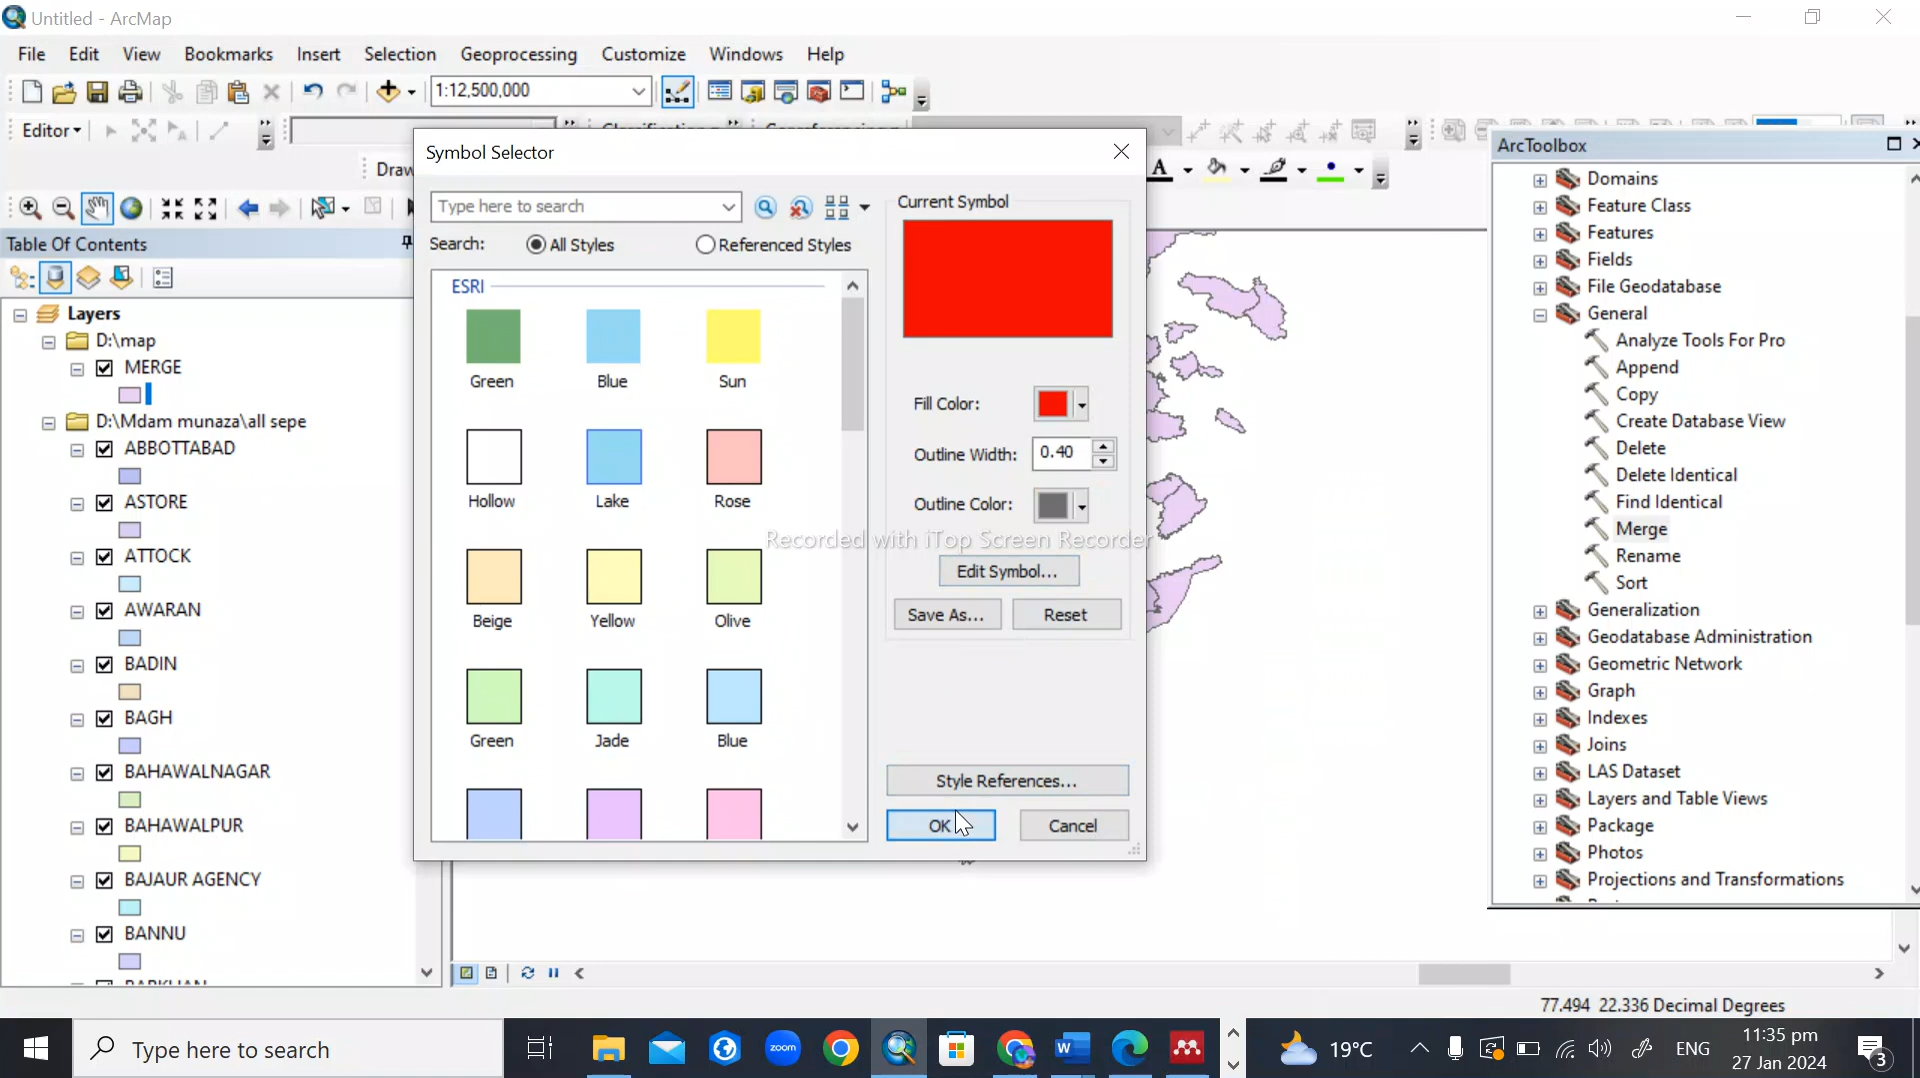 Untitled - ArcMap
File Edit View Bookmarks Insert Selection Geoprocessing Customize Windows Help
1:12,500,000
Editor
Draw
Symbol Selector
Type here to search
Search: All Styles Referenced Styles
ESRI
Green Blue Sun
Hollow Lake Rose
Beige Yellow Olive
Green Jade Blue
Current Symbol
Fill Color:
Outline Width: 0.40
Outline Color:
Edit Symbol...
Save As... Reset
Style References...
OK Cancel
Recorded with iTop Screen Recorder
Table Of Contents
Layers
D:\map
MERGE
D:\Mdam munaza\all sepe
ABBOTTABAD
ASTORE
ATTOCK
AWARAN
BADIN
BAGH
BAHAWALNAGAR
BAHAWALPUR
BAJAUR AGENCY
BANNU
ArcToolbox
Domains
Feature Class
Features
Fields
File Geodatabase
General
Analyze Tools For Pro
Append
Copy
Create Database View
Delete
Delete Identical
Find Identical
Merge
Rename
Sort
Generalization
Geodatabase Administration
Geometric Network
Graph
Indexes
Joins
LAS Dataset
Layers and Table Views
Package
Photos
Projections and Transformations
77.494 22.336 Decimal Degrees
Type here to search
zoom
19°C
ENG
11:35 pm
27 Jan 2024
3